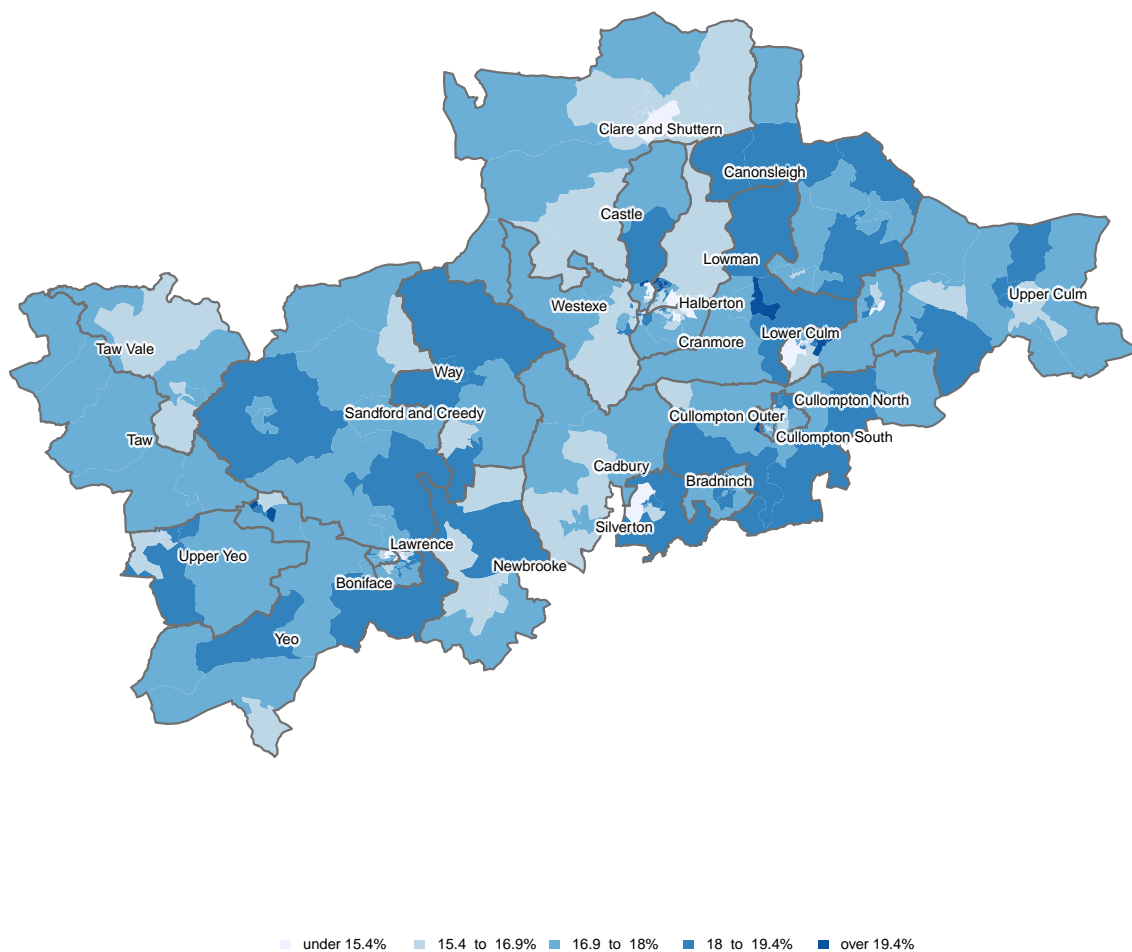 Clare and Shuttern
Canonsleigh
Castle
Lowman
Upper Culm
Halberton
Westexe
Lower Culm
Cranmore
Taw Vale
Way
Cullompton North
Sandford and Creedy
Cullompton Outer
Taw
Cullompton South
Cadbury
Bradninch
Silverton
Lawrence
Upper Yeo
Newbrooke
Boniface
Yeo
under 15.4% 15.4 to 16.9% 16.9 to 18% 18 to 19.4% over 19.4%